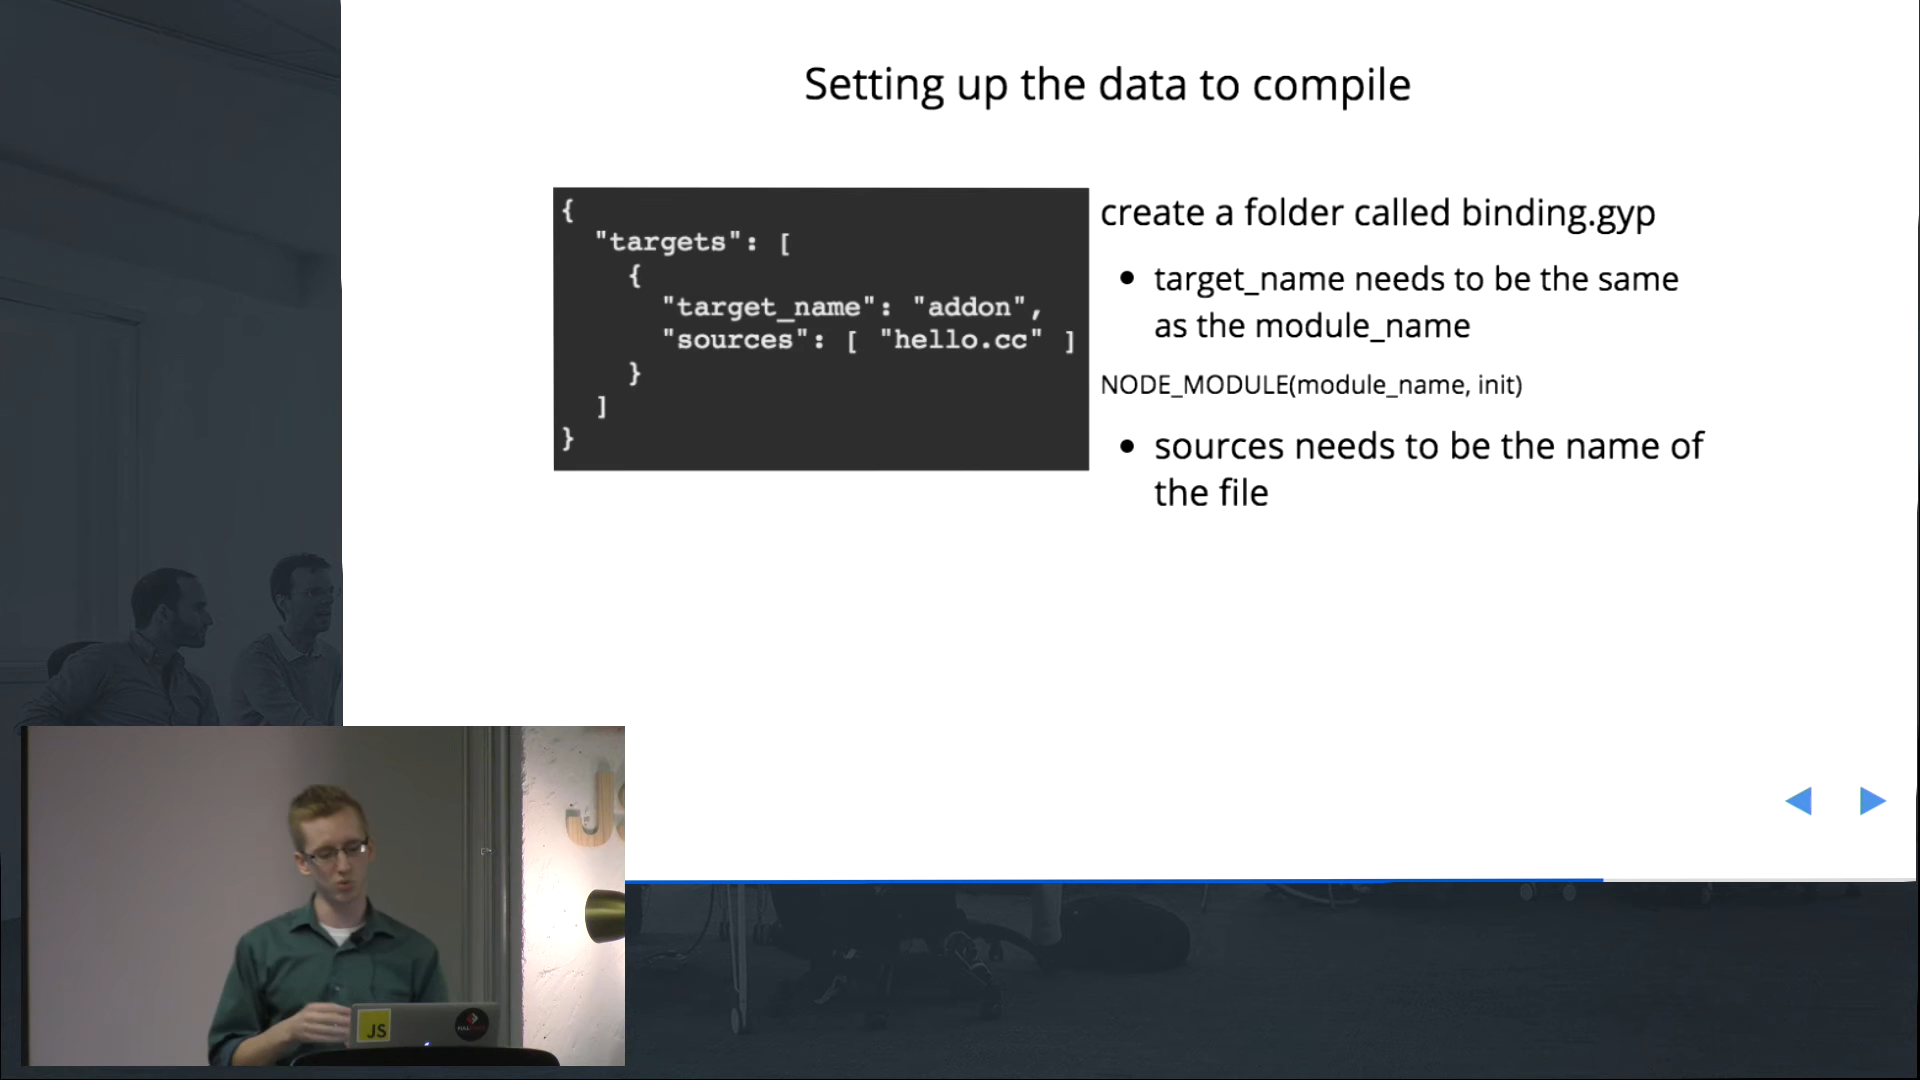 Setting up the data to compile
{
"targets": [
{
"target_name": "addon",
"sources": [ "hello.cc" ]
}
]
}
create a folder called binding.gyp
• target_name needs to be the same
as the module_name
NODE_MODULE(module_name, init)
• sources needs to be the name of
the file
JS
JS